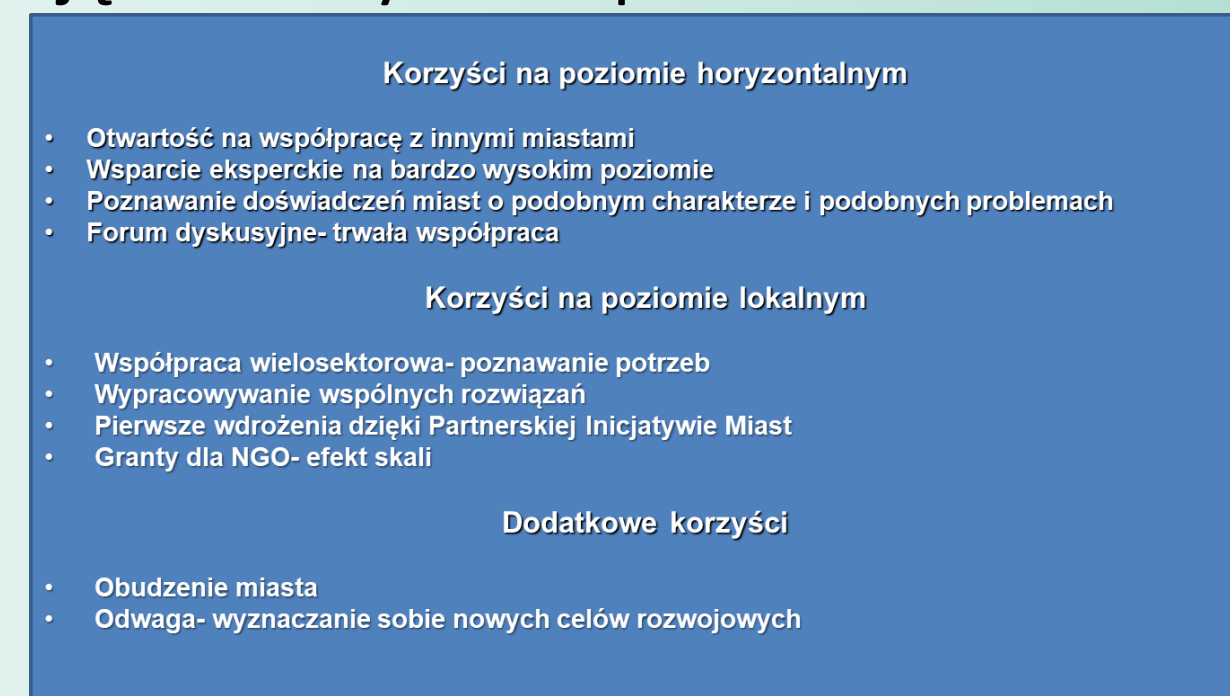 Korzyści na poziomie horyzontalnym
• Otwartość na współpracę z innymi miastami
• Wsparcie eksperckie na bardzo wysokim poziomie
• Poznawanie doświadczeń miast o podobnym charakterze i podobnych problemach
• Forum dyskusyjne- trwała współpraca
Korzyści na poziomie lokalnym
• Współpraca wielosektorowa- poznawanie potrzeb
• Wypracowywanie wspólnych rozwiązań
• Pierwsze wdrożenia dzięki Partnerskiej Inicjatywie Miast
• Granty dla NGO- efekt skali
Dodatkowe korzyści
• Obudzenie miasta
• Odwaga- wyznaczanie sobie nowych celów rozwojowych